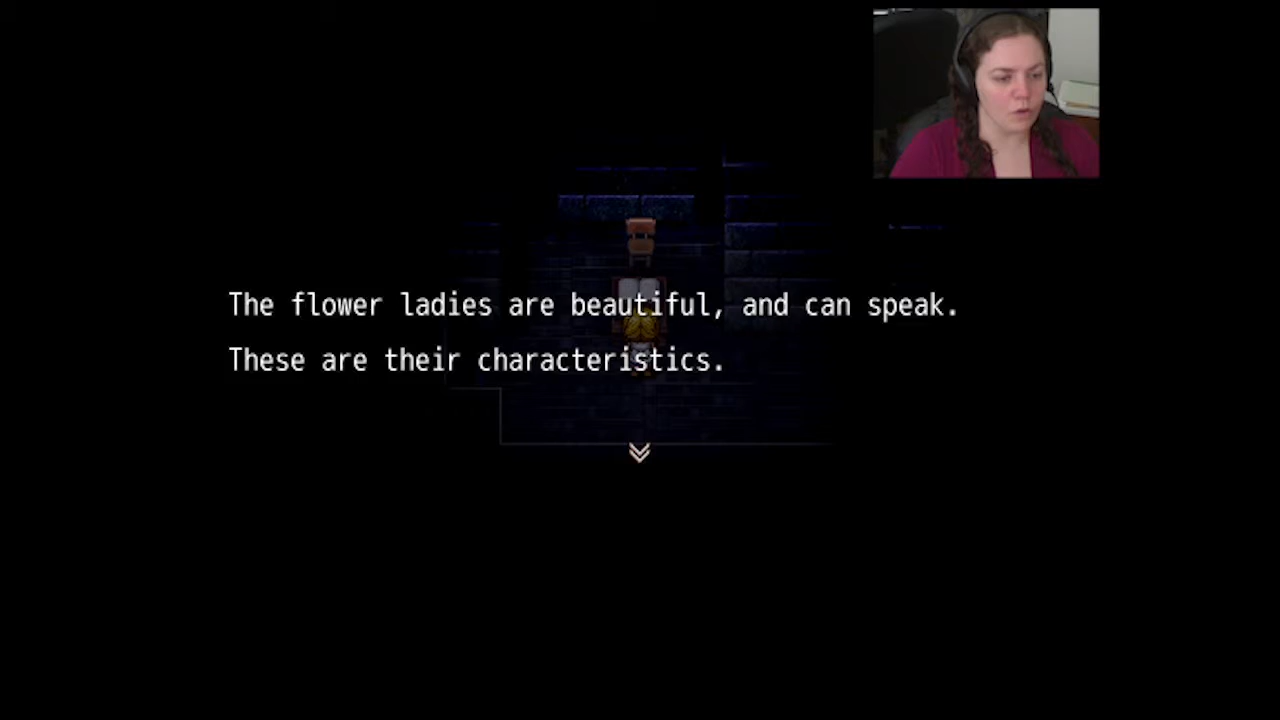 The flower ladies are beautiful, and can speak.
These are their characteristics.